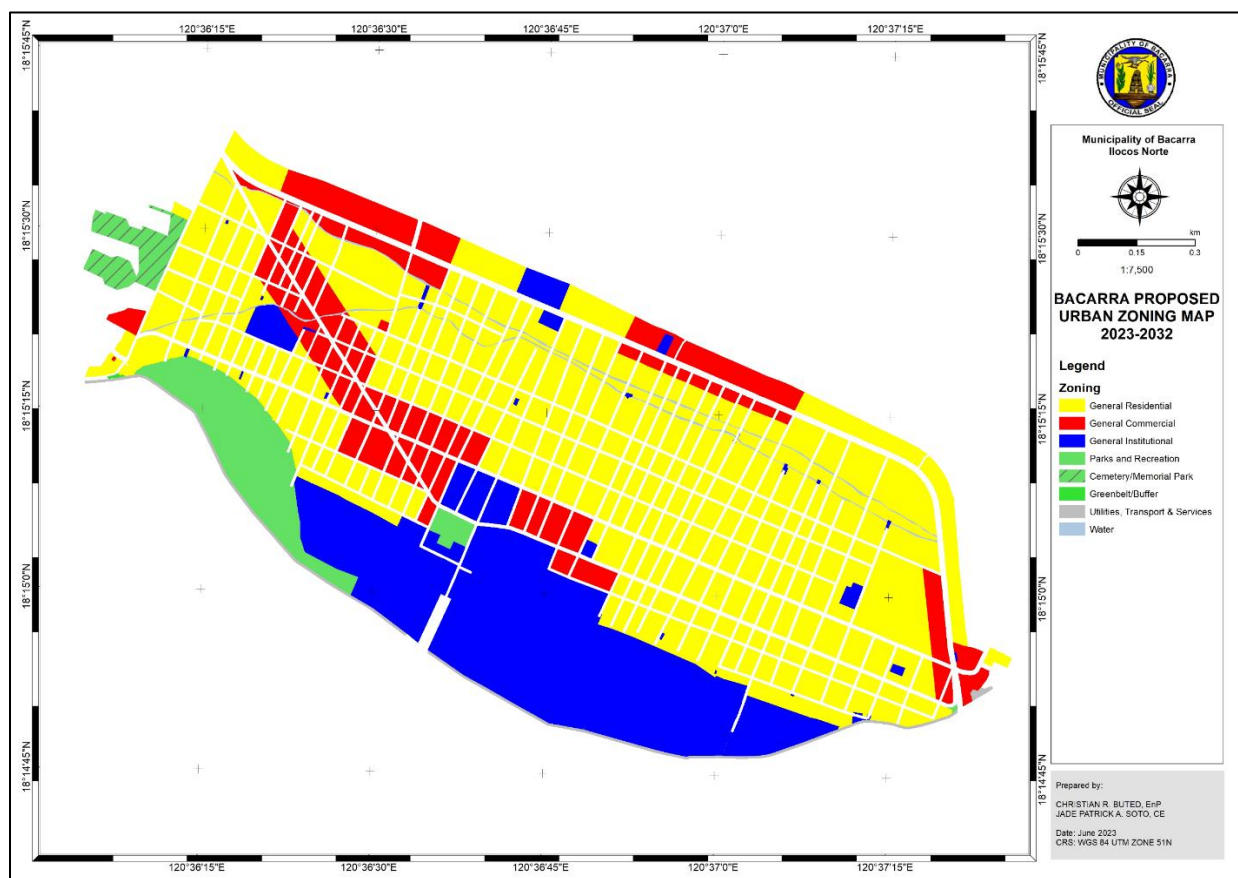 120°36'15"E 120°36'30"E 120°36'45"E 120°37'0"E 120°37'15"E
18°15'45"N
18°15'30"N
18°15'15"N
18°15'0"N
18°14'45"N
18°15'45"N
18°15'30"N
18°15'15"N
18°15'0"N
18°14'45"N
120°36'15"E 120°36'30"E 120°36'45"E 120°37'0"E 120°37'15"E
MUNICIPALITY OF BACARRA
OFFICIAL SEAL
Municipality of Bacarra
Ilocos Norte
km
0 0.15 0.3
1:7,500
BACARRA PROPOSED
URBAN ZONING MAP
2023-2032
Legend
Zoning
General Residential
General Commercial
General Institutional
Parks and Recreation
Cemetery/Memorial Park
Greenbelt/Buffer
Utilities, Transport & Services
Water
Prepared by:
CHRISTIAN R. BUTED, EnP
JADE PATRICK A. SOTO, CE
Date: June 2023
CRS: WGS 84 UTM ZONE 51N